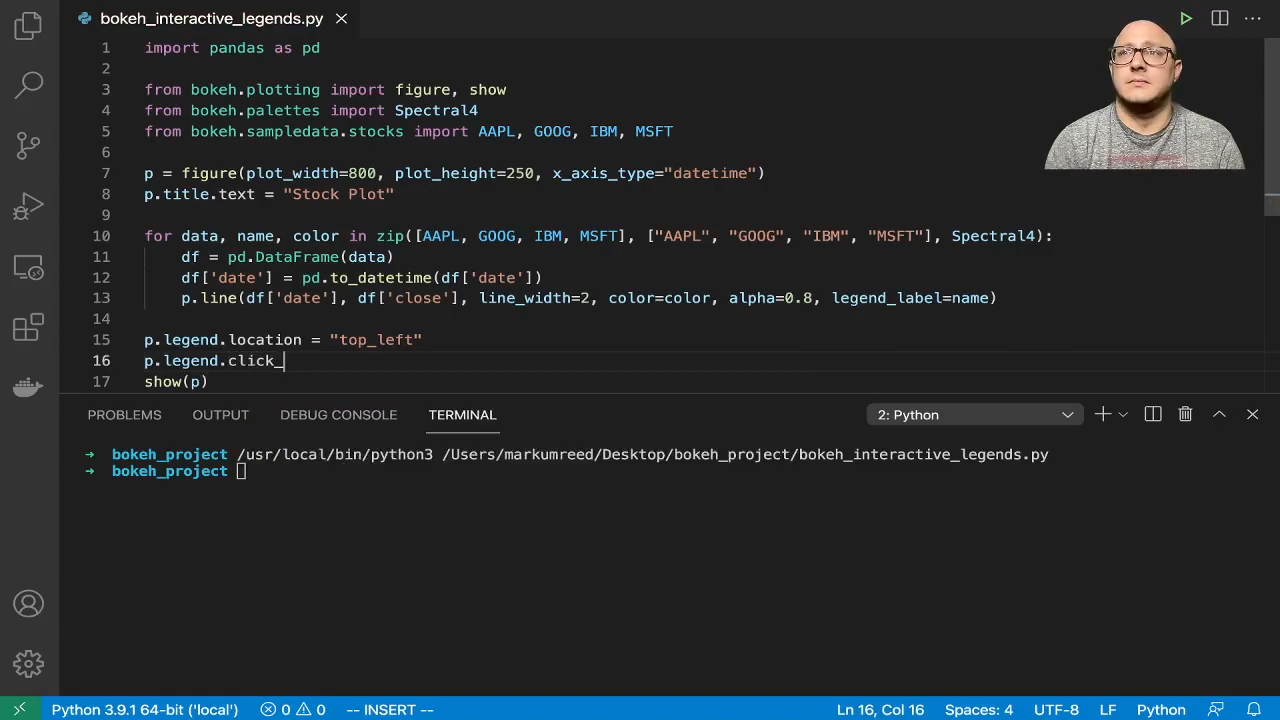 bokeh_interactive_legends.py
1 import pandas as pd
2
3 from bokeh.plotting import figure, show
4 from bokeh.palettes import Spectral4
5 from bokeh.sampledata.stocks import AAPL, GOOG, IBM, MSFT
6
7 p = figure(plot_width=800, plot_height=250, x_axis_type="datetime")
8 p.title.text = "Stock Plot"
9
10 for data, name, color in zip([AAPL, GOOG, IBM, MSFT], ["AAPL", "GOOG", "IBM", "MSFT"], Spectral4):
11     df = pd.DataFrame(data)
12     df['date'] = pd.to_datetime(df['date'])
13     p.line(df['date'], df['close'], line_width=2, color=color, alpha=0.8, legend_label=name)
14
15 p.legend.location = "top_left"
16 p.legend.click_
17 show(p)
PROBLEMS OUTPUT DEBUG CONSOLE TERMINAL 2: Python
→ bokeh_project /usr/local/bin/python3 /Users/markumreed/Desktop/bokeh_project/bokeh_interactive_legends.py
→ bokeh_project
Python 3.9.1 64-bit ('local') 0 0 -- INSERT -- Ln 16, Col 16 Spaces: 4 UTF-8 LF Python